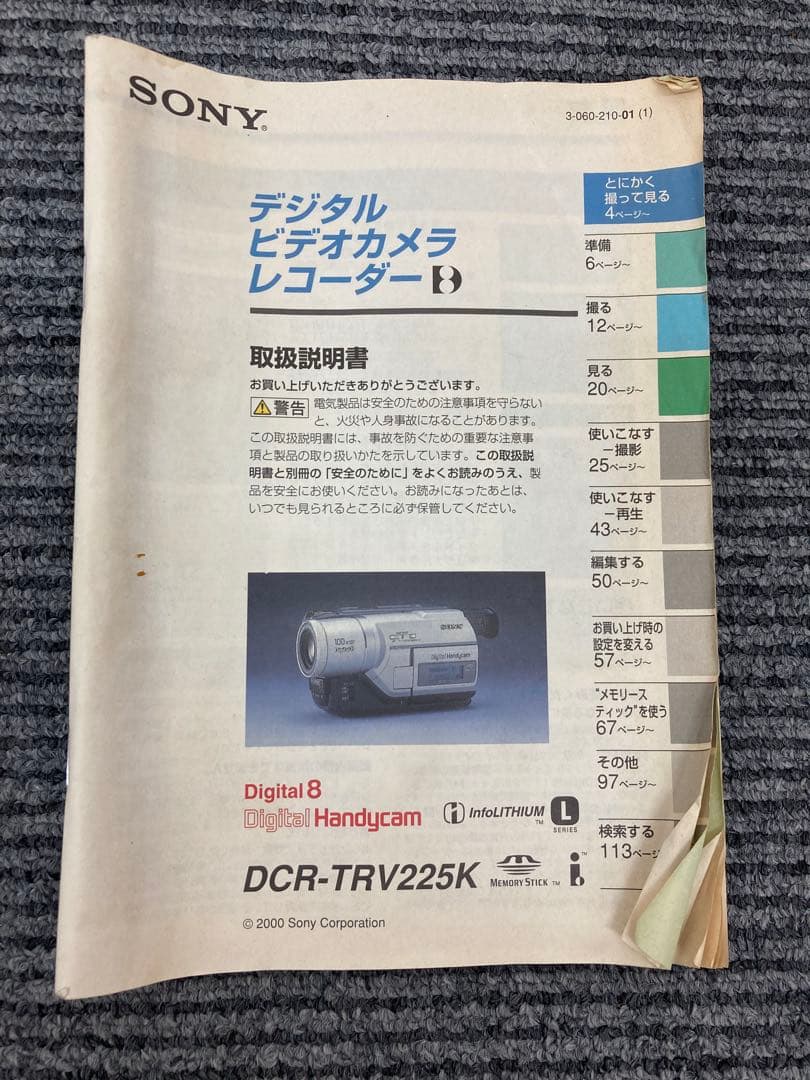 SONY®
3-060-210-01 (1)
デジタル
ビデオカメラ
レコーダー
取扱説明書
お買い上げいただきありがとうございます。
警告
電気製品は安全のための注意事項を守らない
と、火災や人身事故になることがあります。
この取扱説明書には、事故を防ぐための重要な注意事
項と製品の取り扱いかたを示しています。この取扱説
明書と別冊の「安全のために」をよくお読みのうえ、製
品を安全にお使いください。お読みになったあとは、
いつでも見られるところに必ず保管してください。
とにかく
撮って見る
4ページ~
準備
6ページ~
撮る
12ページ~
見る
20ページ~
使いこなす
-撮影
25ページ~
使いこなす
-再生
43ページ~
編集する
50ページ~
お買い上げ時の
設定を変える
57ページ~
"メモリース
ティック"を使う
67ページ~
その他
97ページ~
検索する
113ペー
SONY
Digital Handycam
Digital 8
Digital Handycam
InfoLITHIUM™
L
SERIES
DCR-TRV225K
MEMORY STICK™
i™
© 2000 Sony Corporation